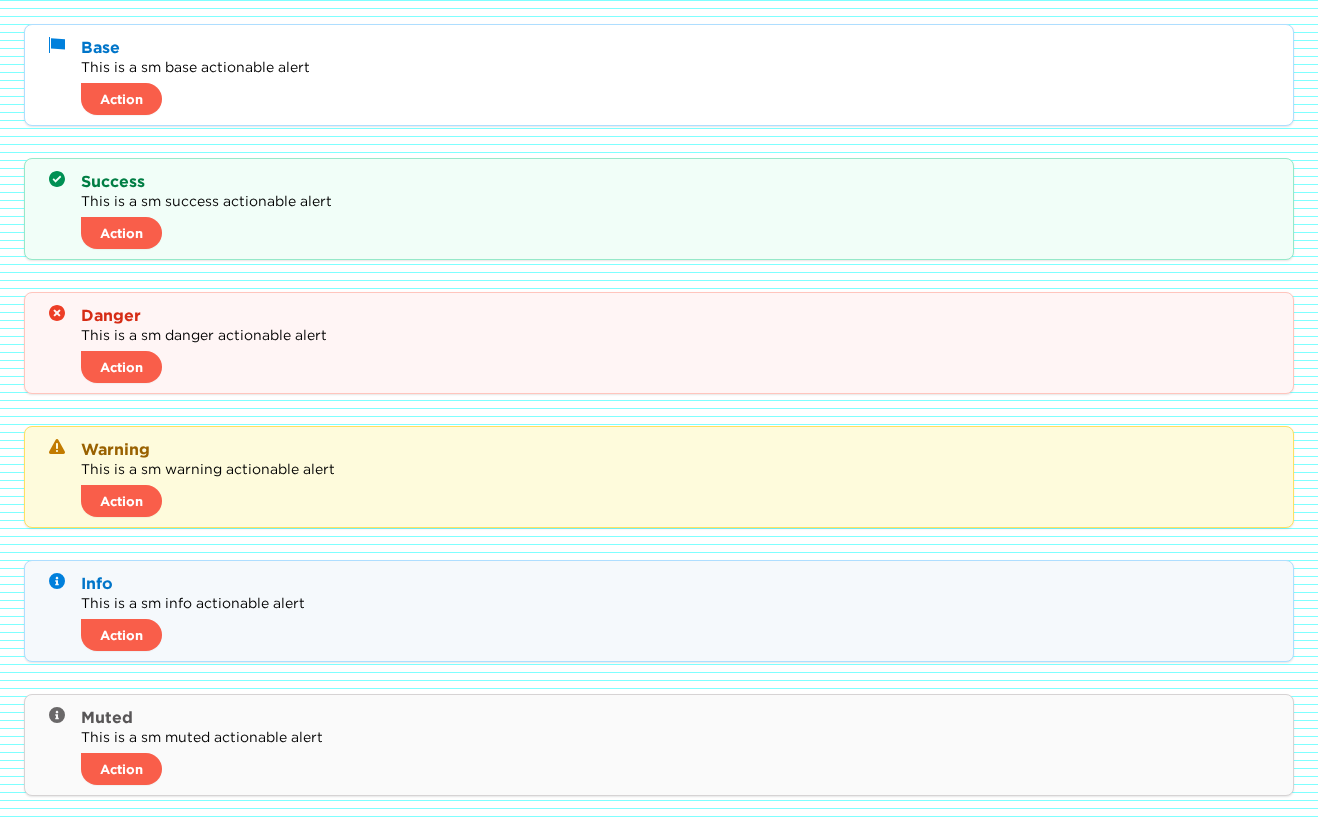 Base
This is a sm base actionable alert
Action
Success
This is a sm success actionable alert
Action
Danger
This is a sm danger actionable alert
Action
Warning
This is a sm warning actionable alert
Action
Info
This is a sm info actionable alert
Action
Muted
This is a sm muted actionable alert
Action